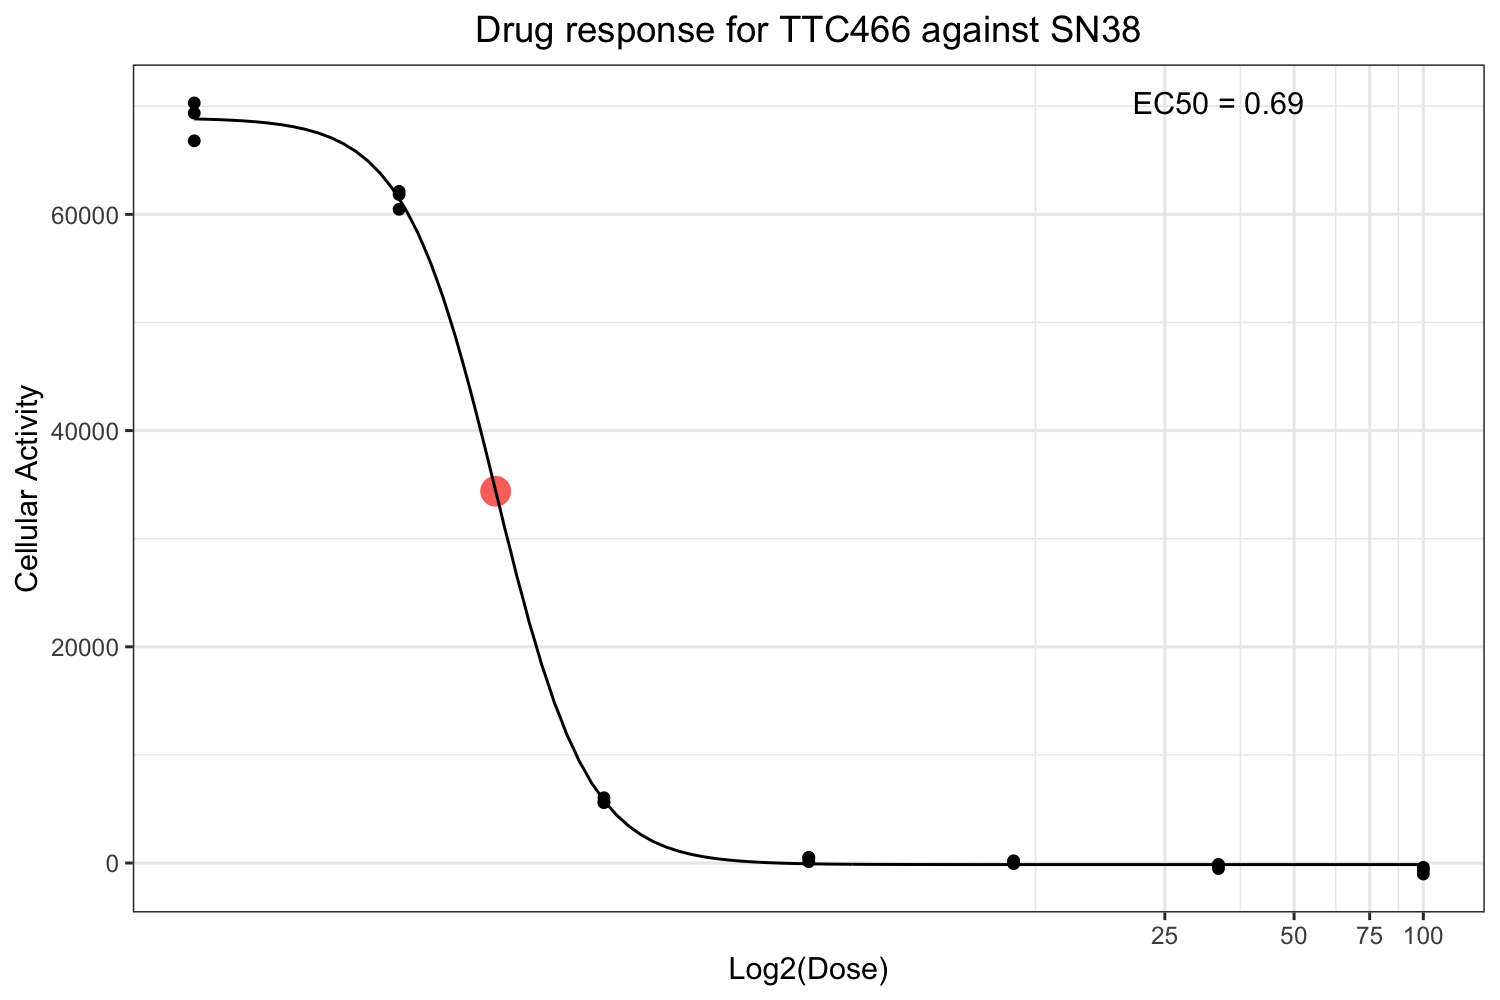 Drug response for TTC466 against SN38
EC50 = 0.69
Cellular Activity
60000
40000
20000
0
25 50 75 100
Log2(Dose)